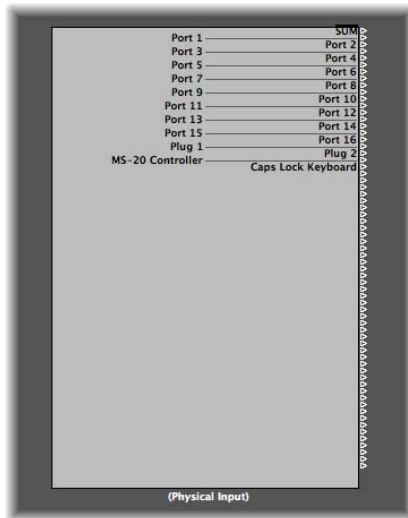 SUM
Port 1
Port 2
Port 3
Port 4
Port 5
Port 6
Port 7
Port 8
Port 9
Port 10
Port 11
Port 12
Port 13
Port 14
Port 15
Port 16
Plug 1
Plug 2
MS-20 Controller
Caps Lock Keyboard
(Physical Input)